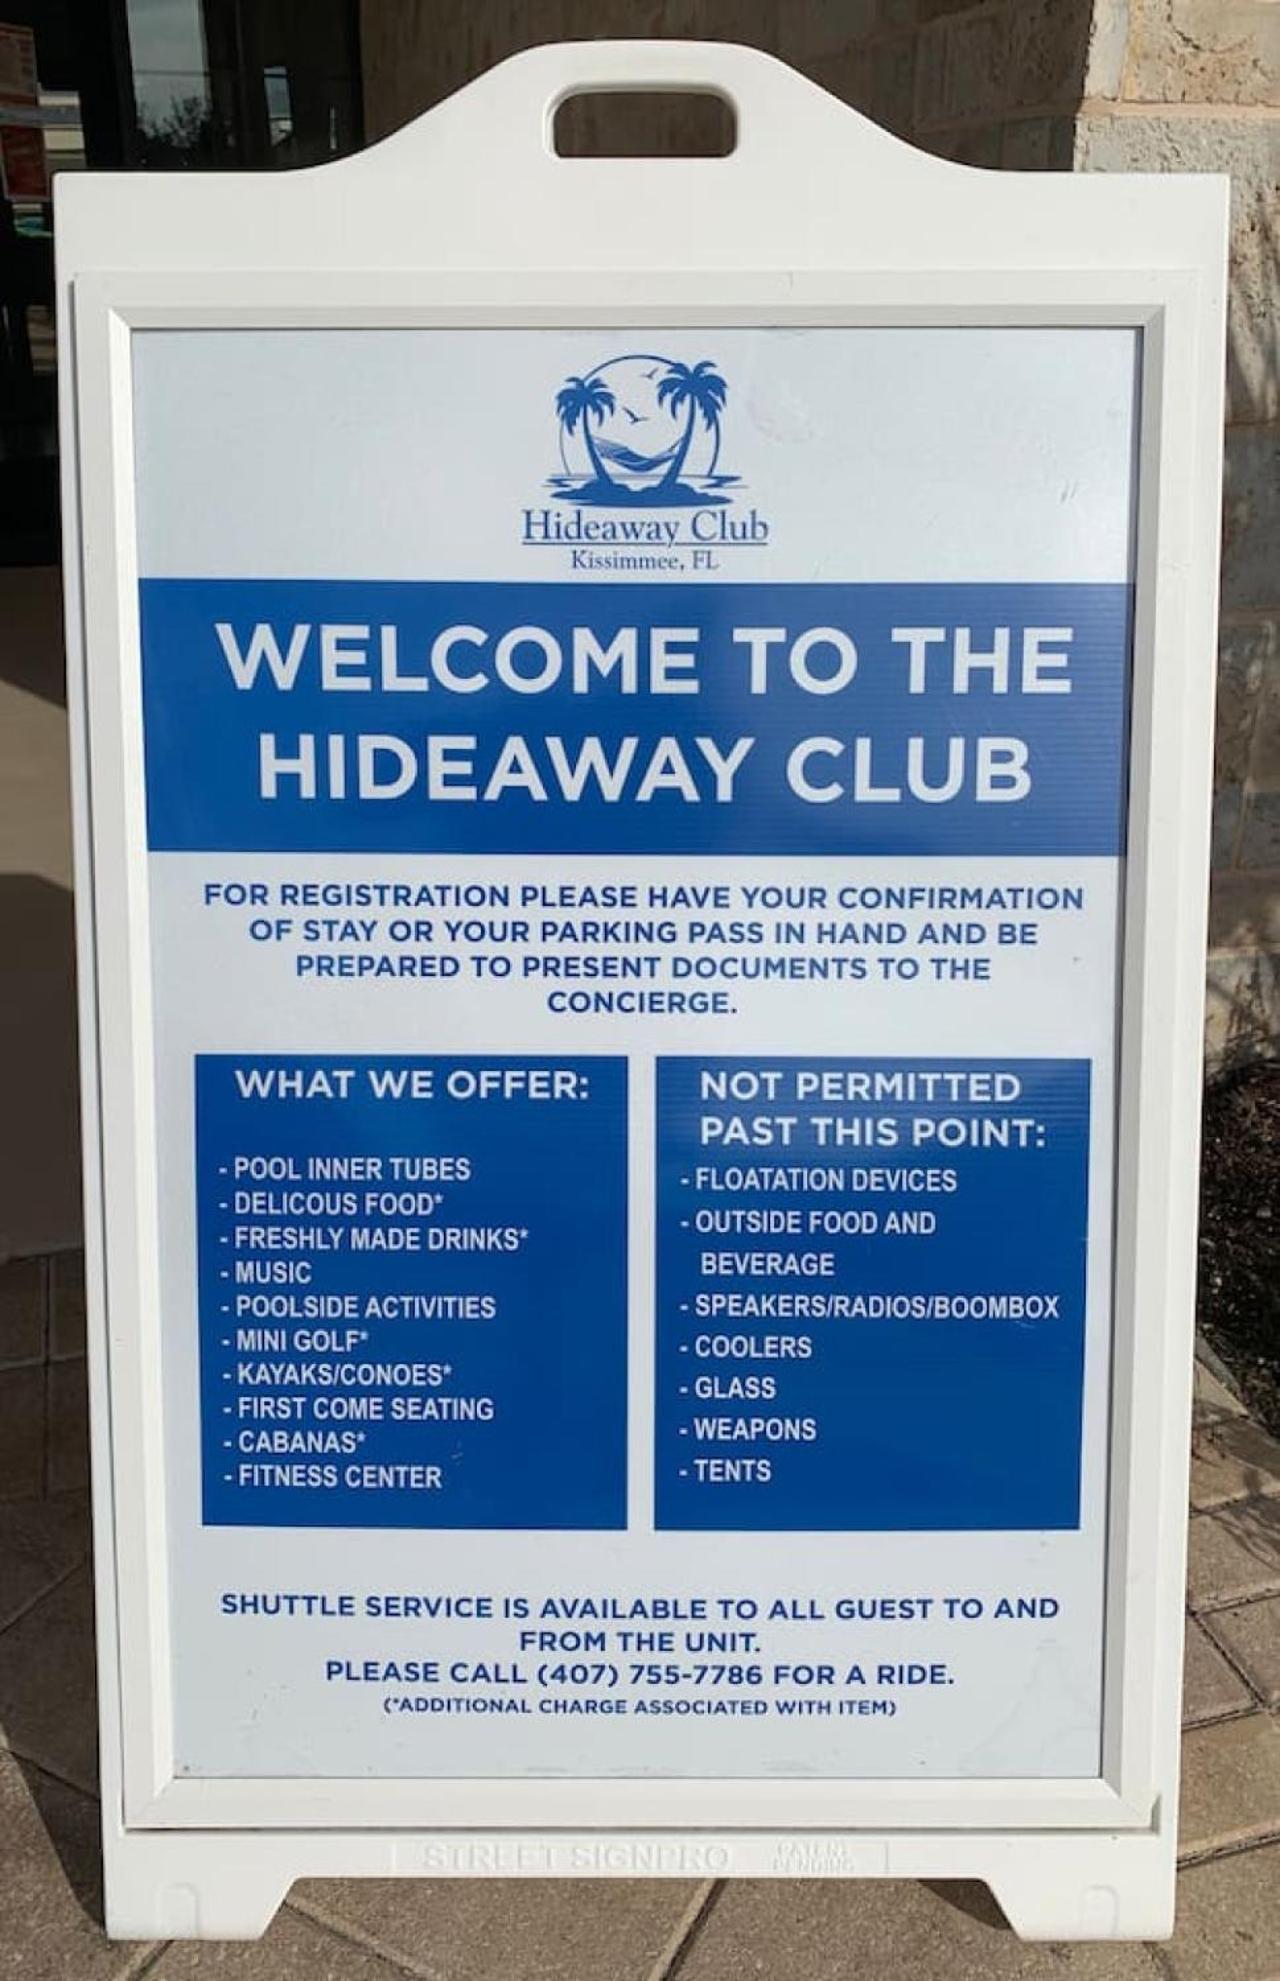 Hideaway Club
Kissimmee, FL
WELCOME TO THE
HIDEAWAY CLUB
FOR REGISTRATION PLEASE HAVE YOUR CONFIRMATION
OF STAY OR YOUR PARKING PASS IN HAND AND BE
PREPARED TO PRESENT DOCUMENTS TO THE
CONCIERGE.
WHAT WE OFFER:
- POOL INNER TUBES
- DELICOUS FOOD*
- FRESHLY MADE DRINKS*
- MUSIC
- POOLSIDE ACTIVITIES
- MINI GOLF*
- KAYAKS/CONOES*
- FIRST COME SEATING
- CABANAS*
- FITNESS CENTER
NOT PERMITTED
PAST THIS POINT:
- FLOATATION DEVICES
- OUTSIDE FOOD AND
BEVERAGE
- SPEAKERS/RADIOS/BOOMBOX
- COOLERS
- GLASS
- WEAPONS
- TENTS
SHUTTLE SERVICE IS AVAILABLE TO ALL GUEST TO AND
FROM THE UNIT.
PLEASE CALL (407) 755-7786 FOR A RIDE.
(*ADDITIONAL CHARGE ASSOCIATED WITH ITEM)
STREET SIGNPRO
PATENT
PENDING